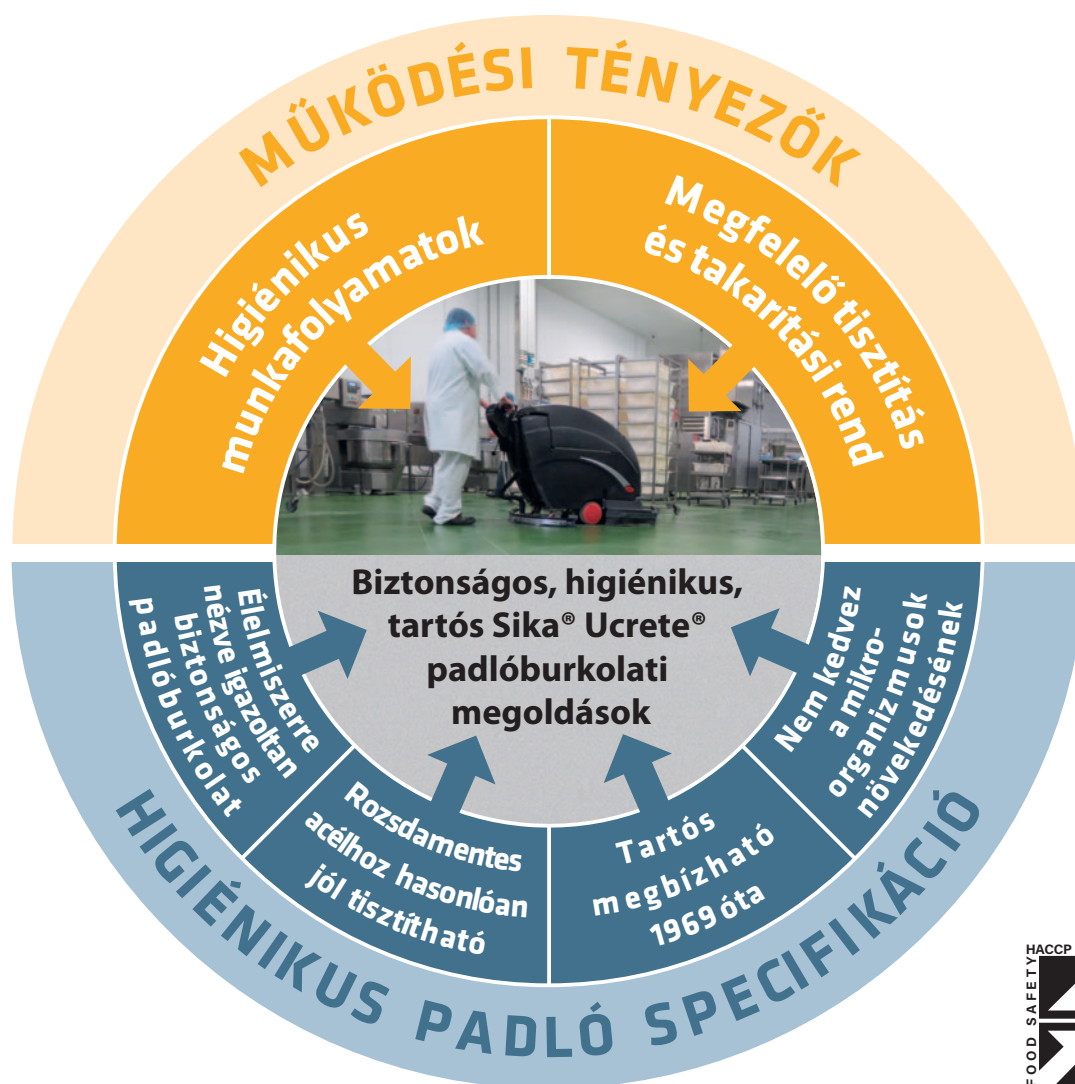 MŰKÖDÉSI TÉNYEZŐK
Higiénikus
munkafolyamatok
Megfelelő tisztítás
és takarítási rend
Biztonságos, higiénikus,
tartós Sika® Ucrete®
padlóburkolati
megoldások
Élelmiszerre
nézve igazoltan
biztonságos
padlóburkolat
Rozsdamentes
acélhoz hasonlóan
jól tisztítható
Tartós
megbízható
1969 óta
Nem kedvez
a mikro-
organizmusok
növekedésének
HIGIÉNIKUS PADLÓ SPECIFIKÁCIÓ
HACCP
FOOD SAFETY